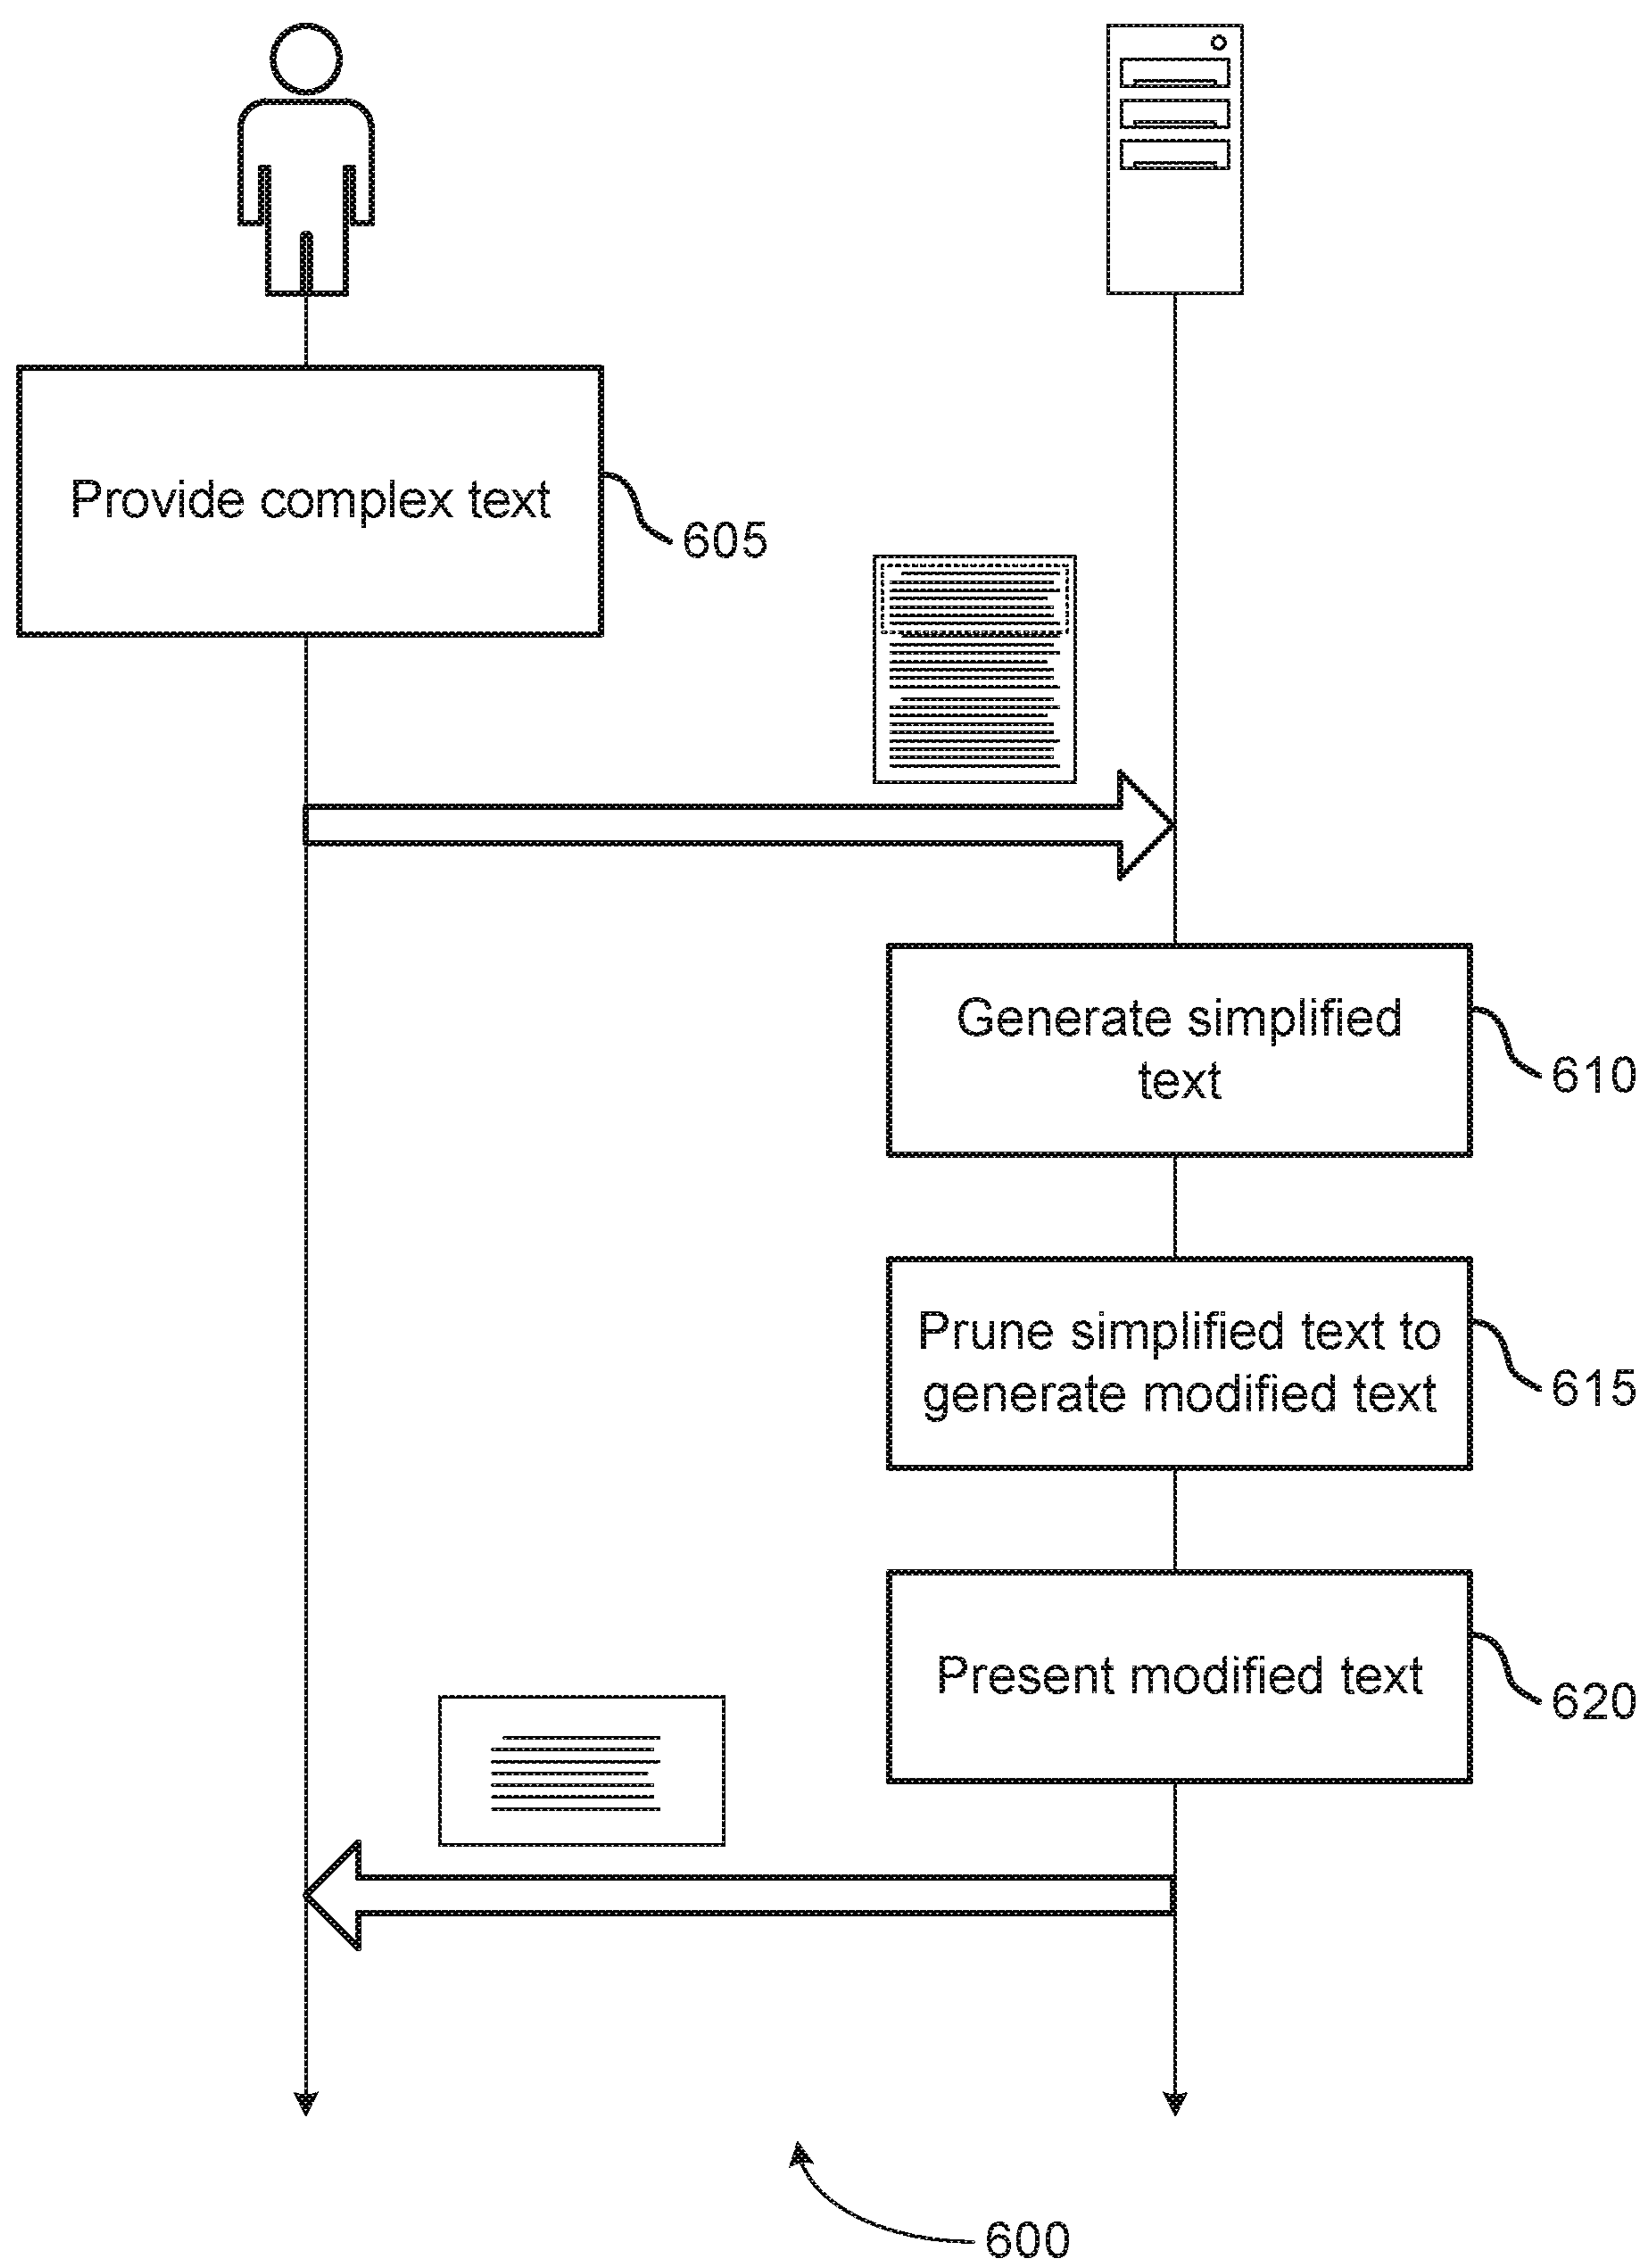 Provide complex text
605
Generate simplified
text
610
Prune simplified text to
generate modified text
615
Present modified text
620
600